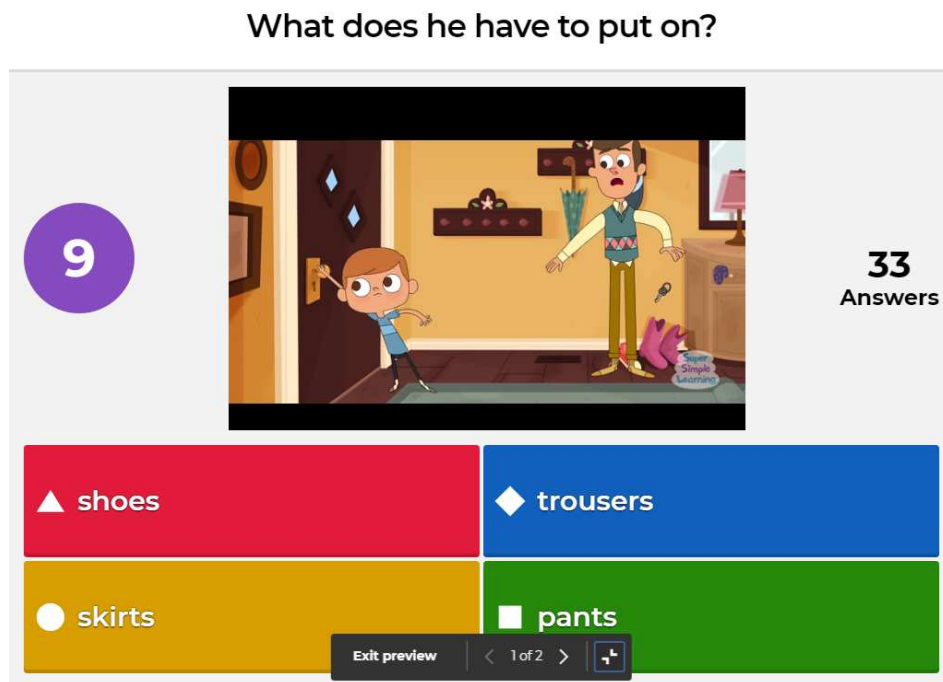 What does he have to put on?
9
33
Answers
Super
Simple
Learning
shoes
trousers
skirts
pants
Exit preview
1 of 2